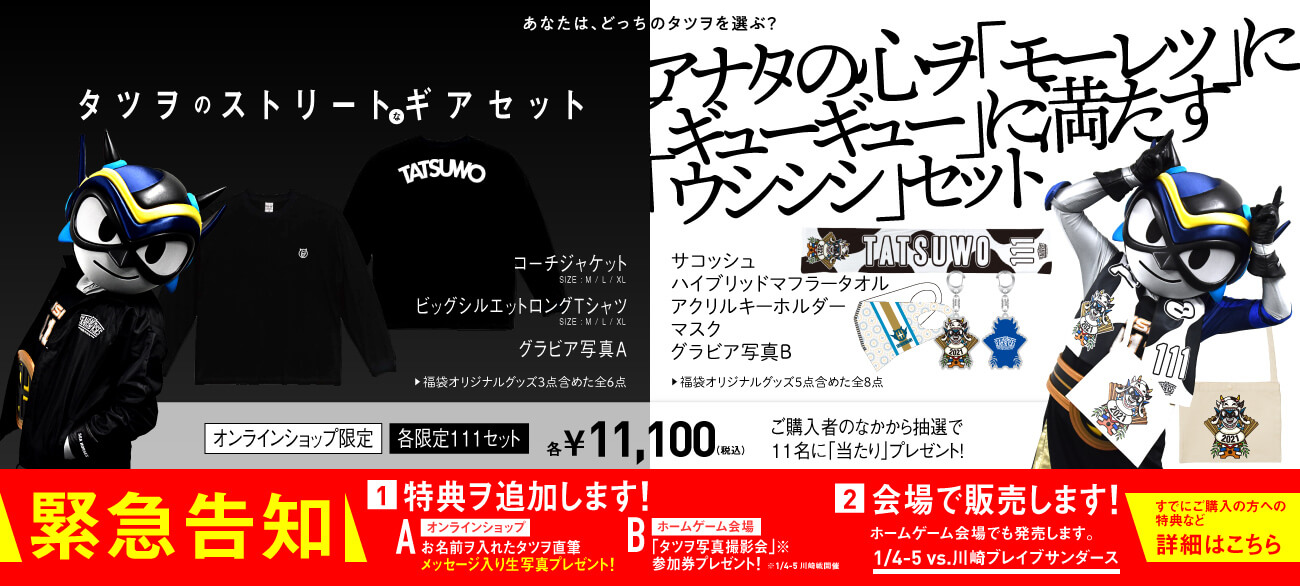 あなたは、どっちのタツヲを選ぶ?
タツヲのストリートなギアセット
TATSUWO
コーチジャケット
SIZE : M / L / XL
ビッグシルエットロングTシャツ
SIZE : M / L / XL
グラビア写真A
▶福袋オリジナルグッズ3点含めた全6点
アナタの心ヲ「モーレツ」に
「ギューギュー」に満たす
「ウシシシ」セット
サコッシュ
ハイブリッドマフラータオル
アクリルキーホルダー
マスク
グラビア写真B
▶福袋オリジナルグッズ5点含めた全8点
TATSUWO 111
2021
111
2021
2021
オンラインショップ限定
各限定111セット
各¥11,100(税込)
ご購入者のなかから抽選で
11名に「当たり」プレゼント!
緊急告知
1 特典ヲ追加します!
A オンラインショップ
お名前ヲ入れたタツヲ直筆
メッセージ入り生写真プレゼント!
B ホームゲーム会場
「タツヲ写真撮影会」※
参加券プレゼント! ※1/4-5 川崎戦開催
2 会場で販売します!
ホームゲーム会場でも発売します。
1/4-5 vs.川崎ブレイブサンダース
すでにご購入の方への
特典など
詳細はこちら